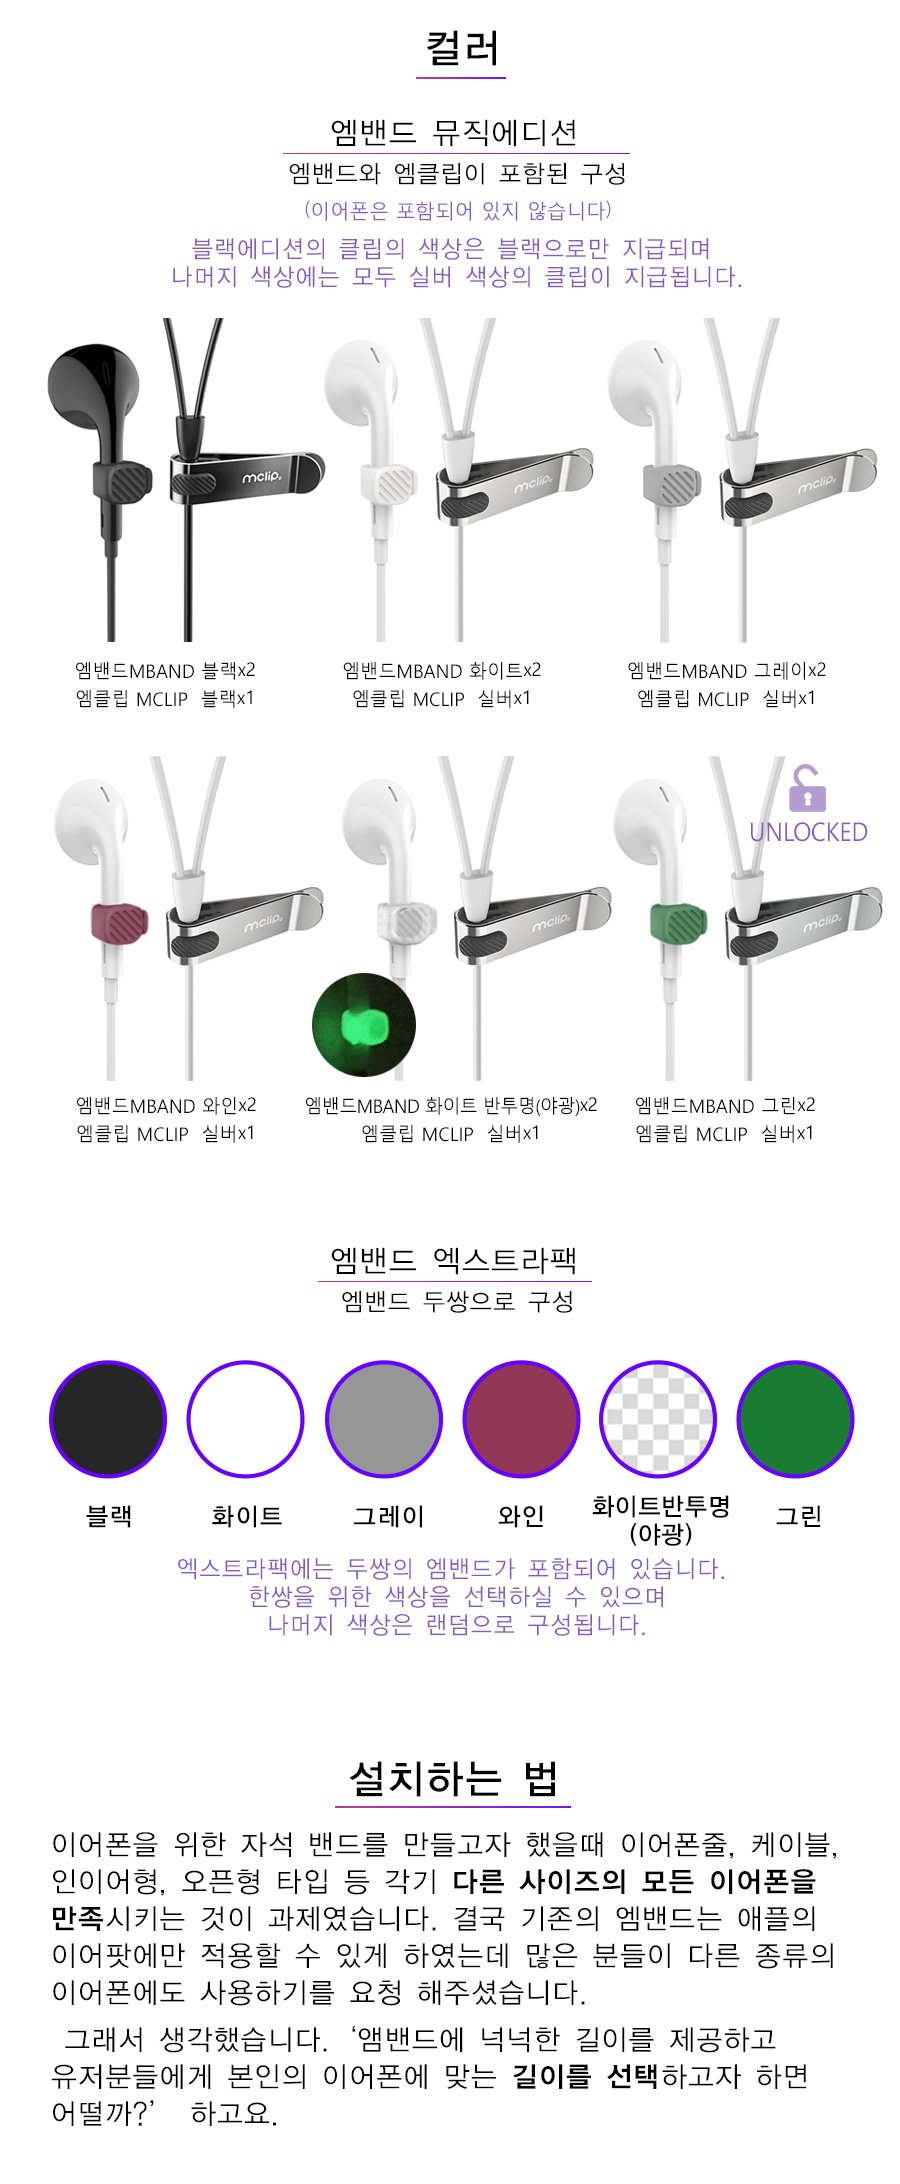 컬러
엠밴드 뮤직에디션
엠밴드와 엠클립이 포함된 구성
(이어폰은 포함되어 있지 않습니다)
블랙에디션의 클립의 색상은 블랙으로만 지급되며
나머지 색상에는 모두 실버 색상의 클립이 지급됩니다.
mclip
mclip
mclip
엠밴드MBAND 블랙x2
엠클립 MCLIP 블랙x1
엠밴드MBAND 화이트x2
엠클립 MCLIP 실버x1
엠밴드MBAND 그레이x2
엠클립 MCLIP 실버x1
UNLOCKED
mclip
mclip
mclip
엠밴드MBAND 와인x2
엠클립 MCLIP 실버x1
엠밴드MBAND 화이트 반투명(야광)x2
엠클립 MCLIP 실버x1
엠밴드MBAND 그린x2
엠클립 MCLIP 실버x1
엠밴드 엑스트라팩
엠밴드 두쌍으로 구성
블랙
화이트
그레이
와인
화이트반투명
(야광)
그린
엑스트라팩에는 두쌍의 엠밴드가 포함되어 있습니다.
한쌍을 위한 색상을 선택하실 수 있으며
나머지 색상은 랜덤으로 구성됩니다.
설치하는 법
이어폰을 위한 자석 밴드를 만들고자 했을때 이어폰줄, 케이블,
인이어형, 오픈형 타입 등 각기 다른 사이즈의 모든 이어폰을
만족시키는 것이 과제였습니다. 결국 기존의 엠밴드는 애플의
이어팟에만 적용할 수 있게 하였는데 많은 분들이 다른 종류의
이어폰에도 사용하기를 요청 해주셨습니다.
그래서 생각했습니다. ‘앰밴드에 넉넉한 길이를 제공하고
유저분들에게 본인의 이어폰에 맞는 길이를 선택하고자 하면
어떨까?’ 하고요.